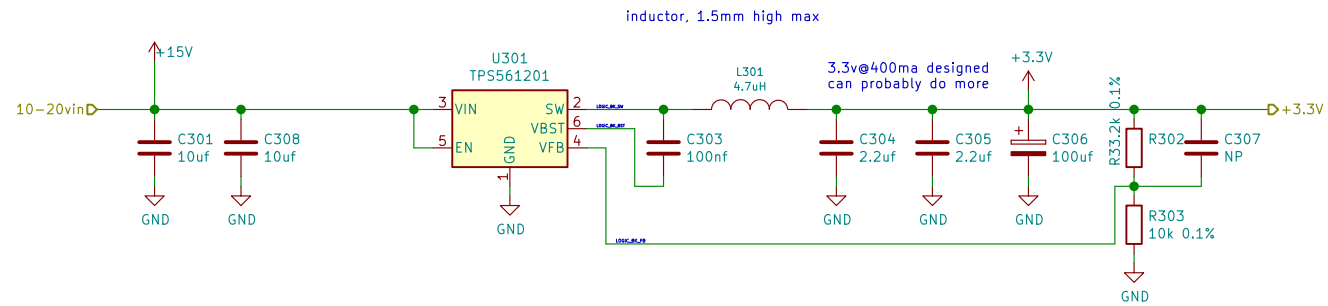 inductor, 1.5mm high max
10-20vin
+15V
C301
10uf
GND
C308
10uf
GND
U301
TPS561201
3 VIN
5 EN
SW 2
VBST 6
VFB 4
GND
1
GND
LOGIC_BK_SW
LOGIC_BK_BST
LOGIC_BK_FB
C303
100nf
L301
4.7uH
3.3v@400ma designed
can probably do more
C304
2.2uf
GND
C305
2.2uf
GND
+3.3V
+
C306
100uf
GND
R33.2k 0.1%
R302
C307
NP
R303
10k 0.1%
GND
+3.3V